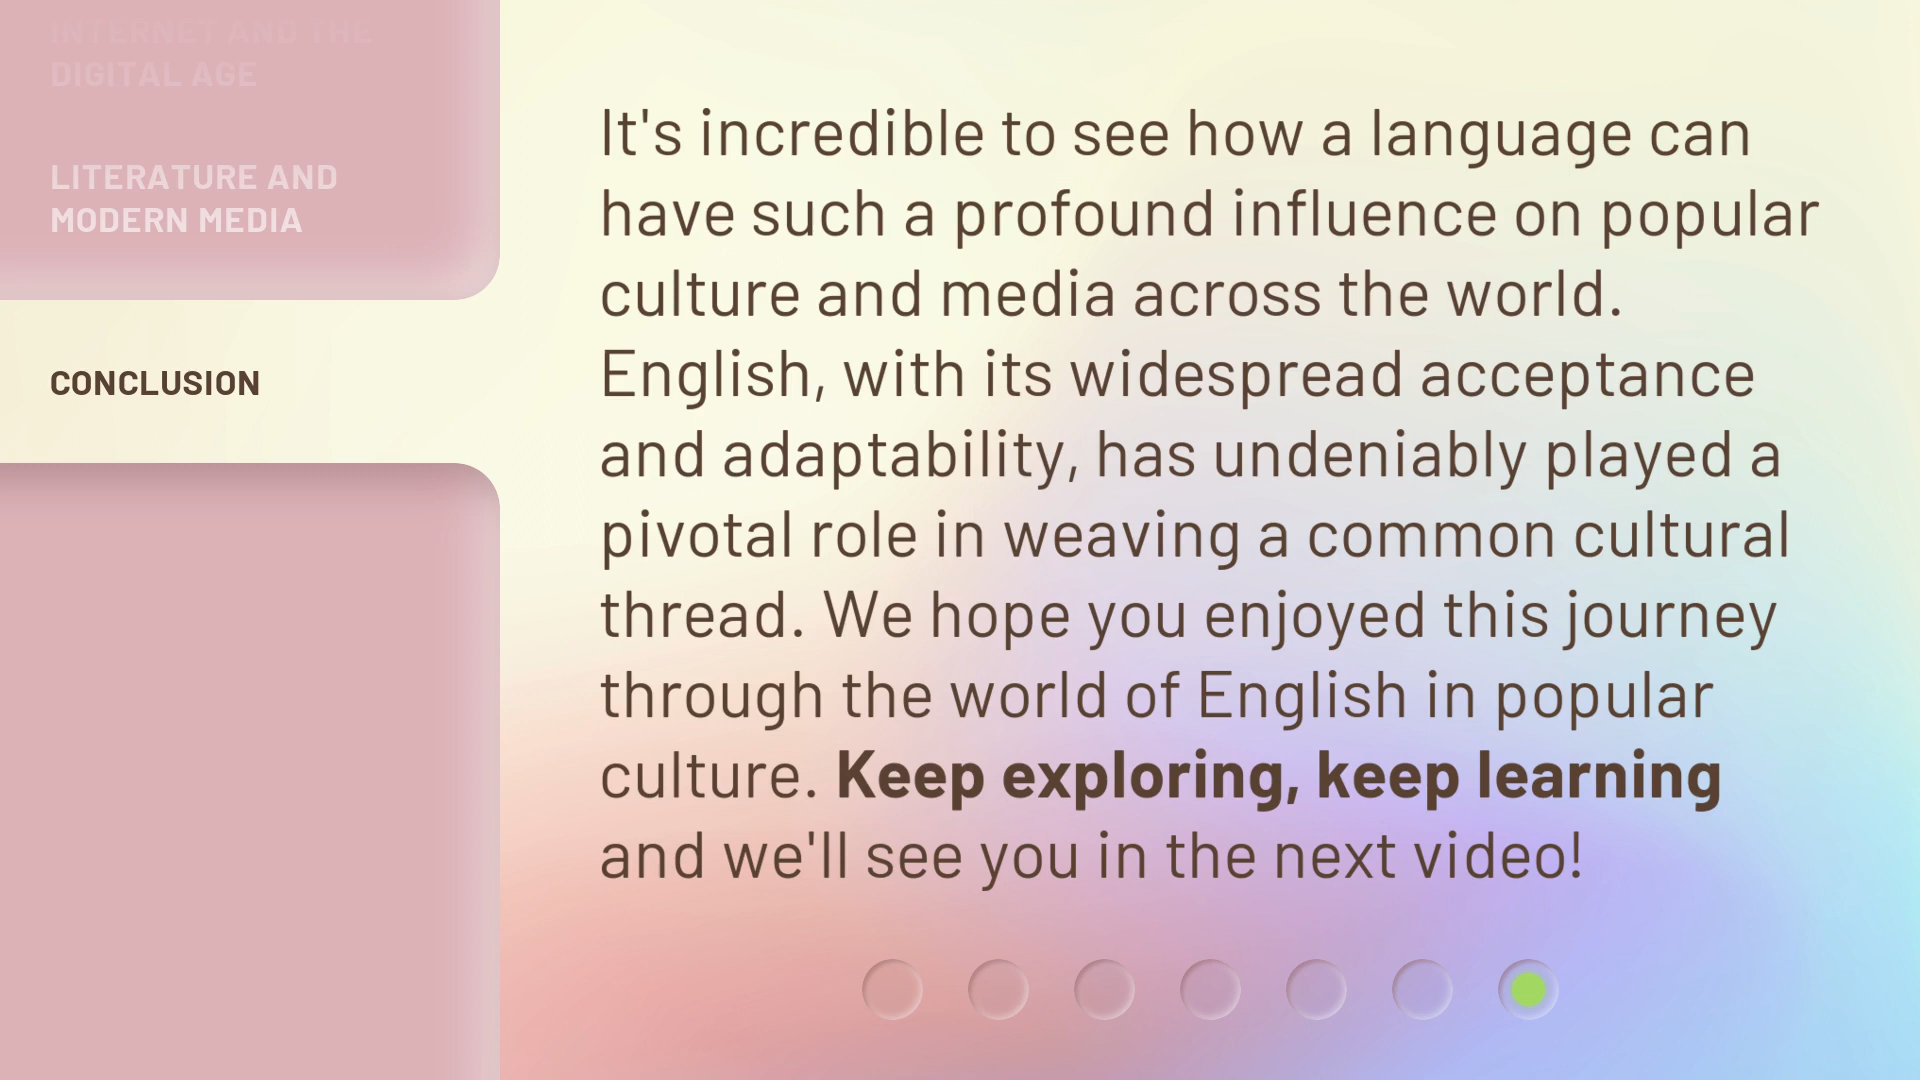 INTERNET AND THE
DIGITAL AGE
LITERATURE AND
MODERN MEDIA
CONCLUSION
It's incredible to see how a language can
have such a profound influence on popular
culture and media across the world.
English, with its widespread acceptance
and adaptability, has undeniably played a
pivotal role in weaving a common cultural
thread. We hope you enjoyed this journey
through the world of English in popular
culture. Keep exploring, keep learning
and we'll see you in the next video!